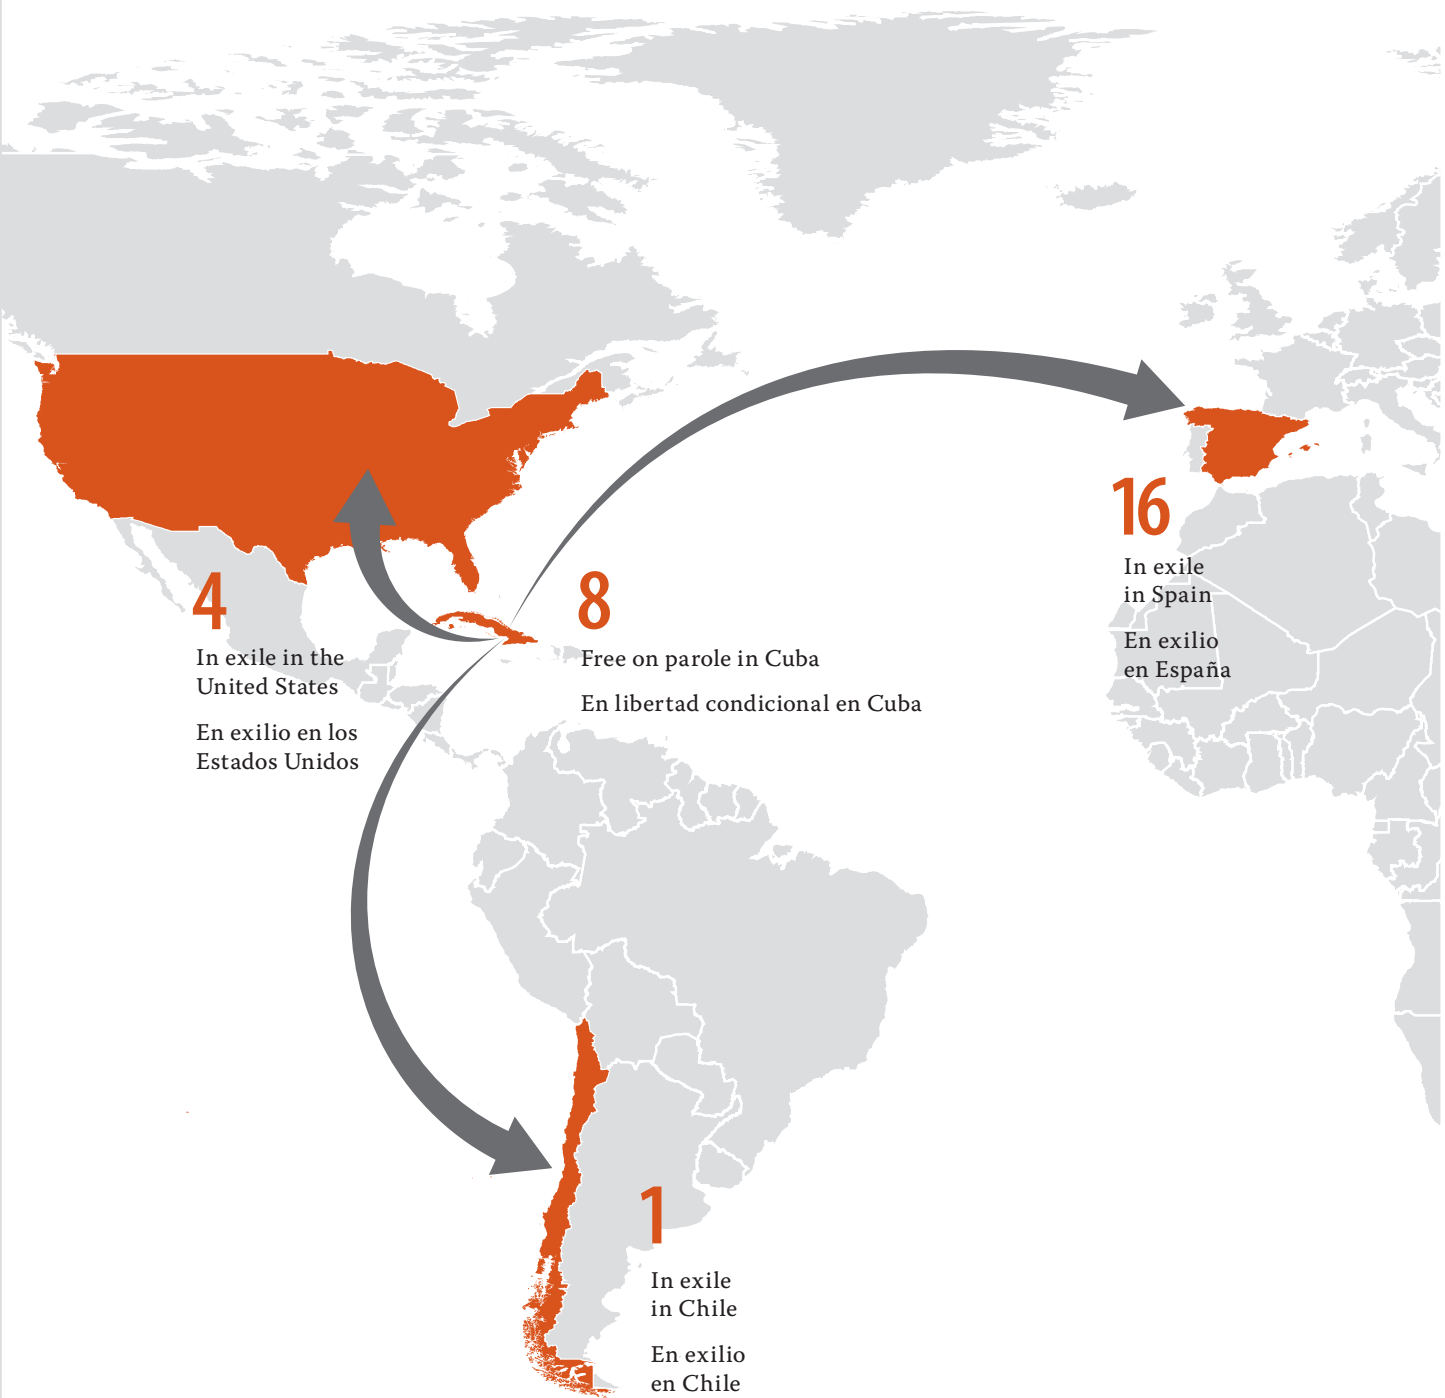 4
In exile in the
United States
En exilio en los
Estados Unidos
8
Free on parole in Cuba
En libertad condicional en Cuba
16
In exile
in Spain
En exilio
en España
1
In exile
in Chile
En exilio
en Chile